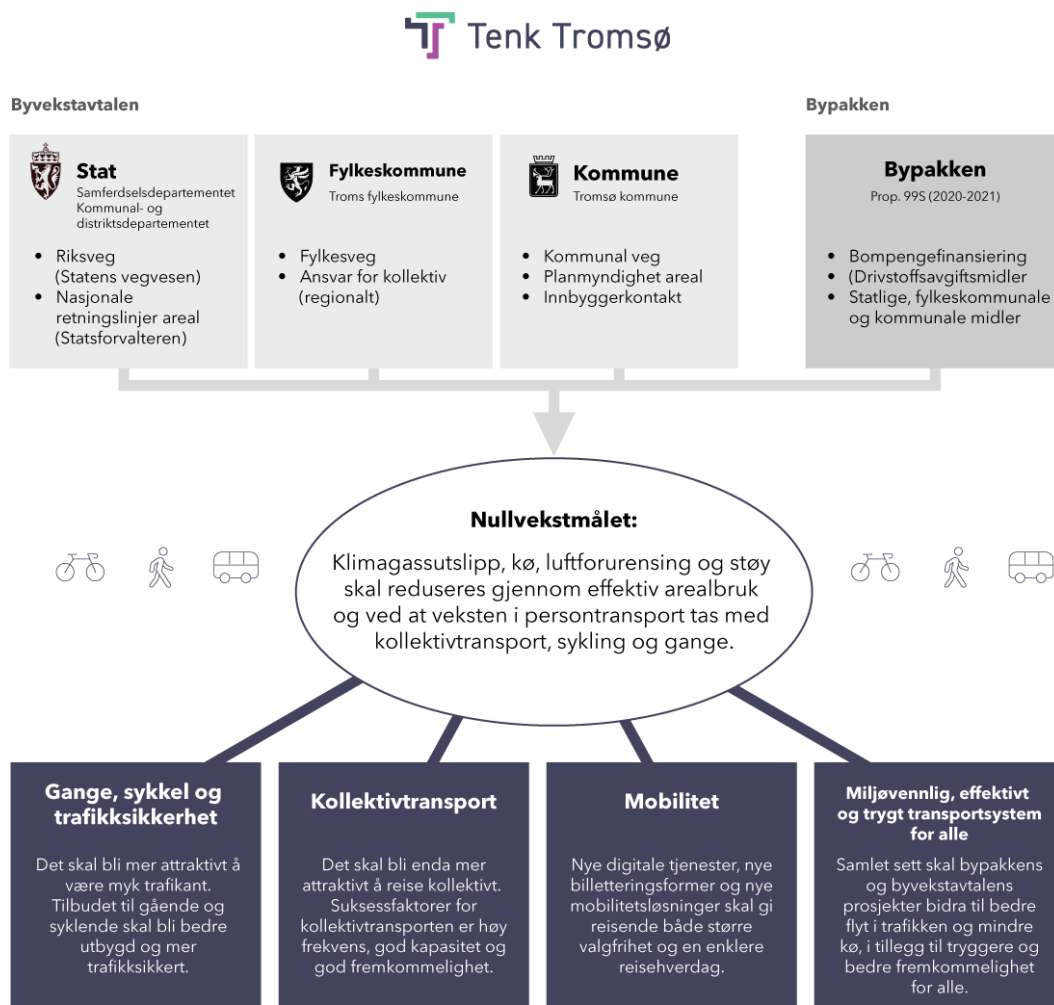 Tenk Tromsø
Byvekstavtalen
Bypakken
Stat
Samferdselsdepartementet
Kommunal- og
distriktsdepartementet
• Riksveg
(Statens vegvesen)
• Nasjonale
retningslinjer areal
(Statsforvalteren)
Fylkeskommune
Troms fylkeskommune
• Fylkesveg
• Ansvar for kollektiv
(regionalt)
Kommune
Tromsø kommune
• Kommunal veg
• Planmyndighet areal
• Innbyggerkontakt
Bypakken
Prop. 99S (2020-2021)
• Bompengefinansiering
• (Drivstoffsavgiftsmidler
• Statlige, fylkeskommunale
og kommunale midler
Nullvekstmålet:
Klimagassutslipp, kø, luftforurensing og støy
skal reduseres gjennom effektiv arealbruk
og ved at veksten i persontransport tas med
kollektivtransport, sykling og gange.
Gange, sykkel og
trafikksikkerhet
Det skal bli mer attraktivt å
være myk trafikant.
Tilbudet til gående og
syklende skal bli bedre
utbygd og mer
trafikksikkert.
Kollektivtransport
Det skal bli enda mer
attraktivt å reise kollektivt.
Suksessfaktorer for
kollektivtransporten er høy
frekvens, god kapasitet og
god fremkommelighet.
Mobilitet
Nye digitale tjenester, nye
billetteringsformer og nye
mobilitetsløsninger skal gi
reisende både større
valgfrihet og en enklere
reisehverdag.
Miljøvennlig, effektivt
og trygt transportsystem
for alle
Samlet sett skal bypakkens
og byvekstavtalens
prosjekter bidra til bedre
flyt i trafikken og mindre
kø, i tillegg til tryggere og
bedre fremkommelighet
for alle.